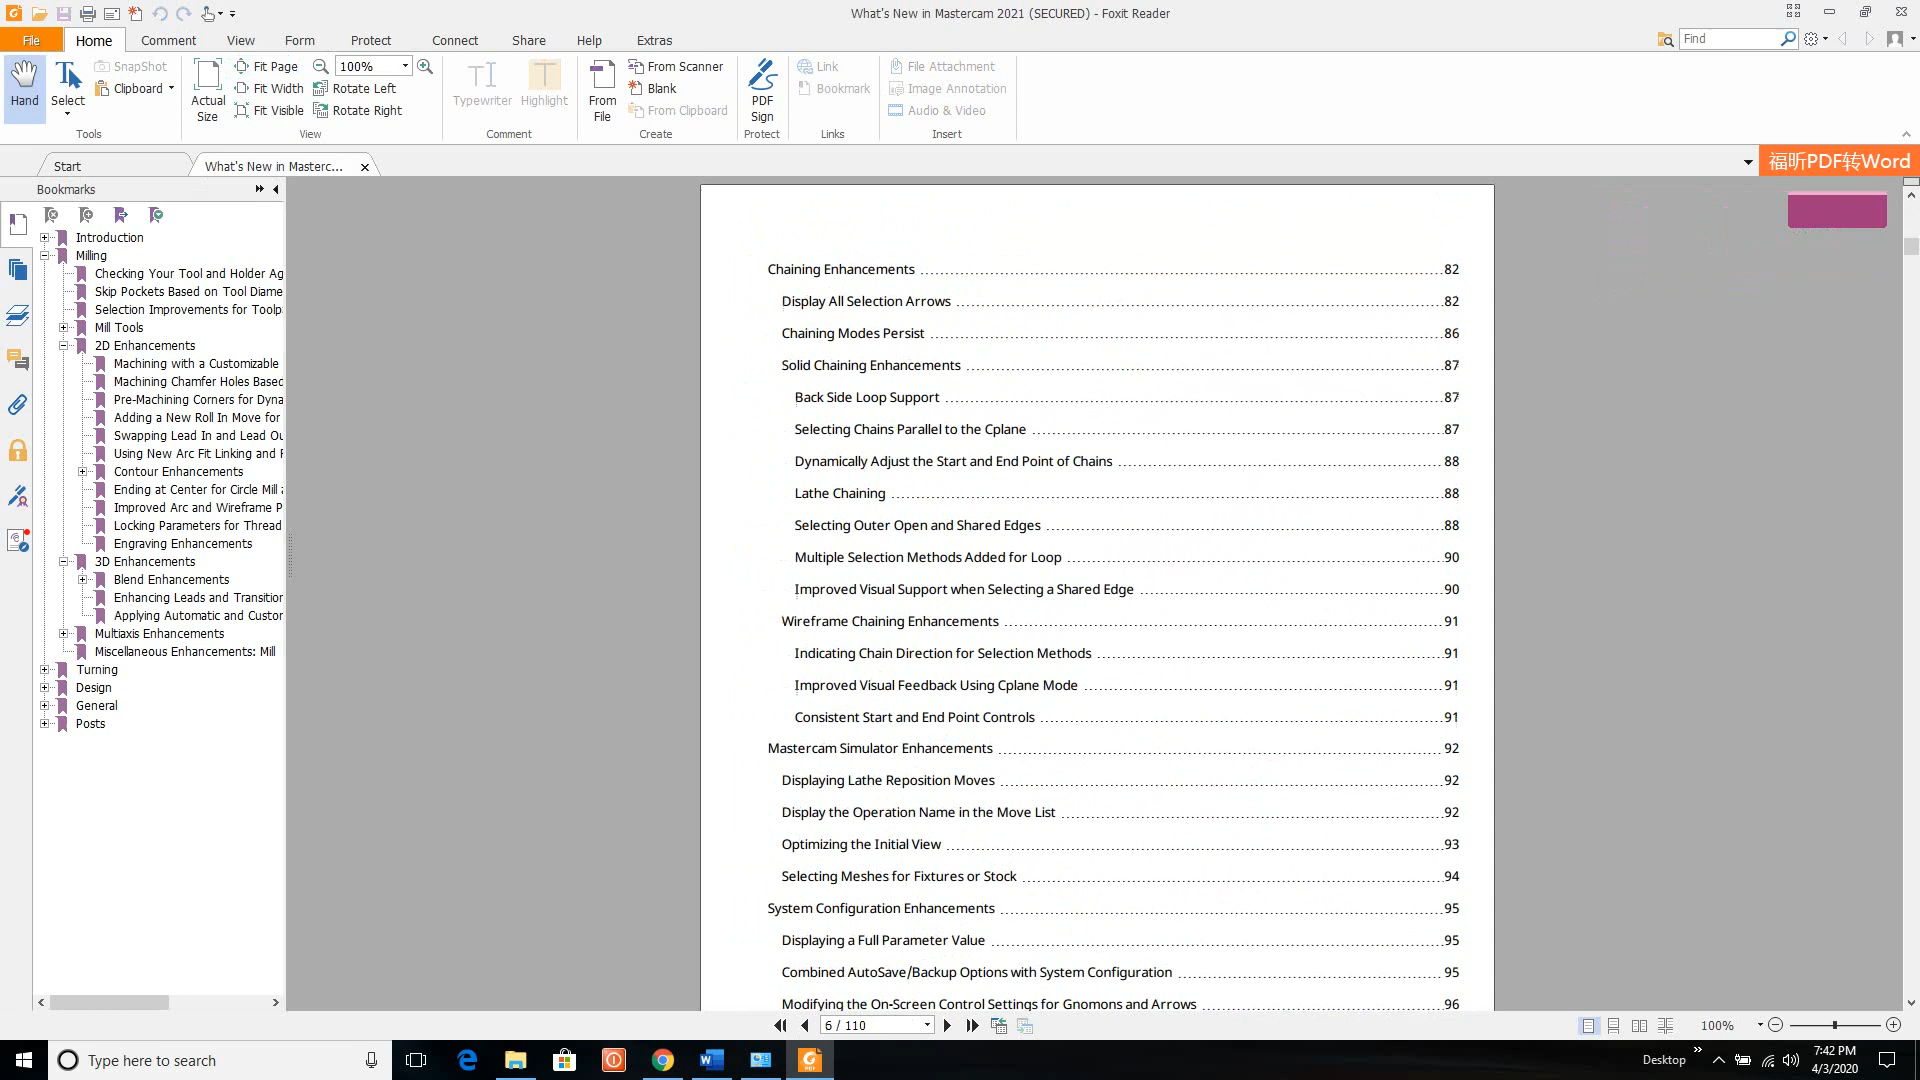 What's New in Mastercam 2021 (SECURED) - Foxit Reader
File
Home
Comment
View
Form
Protect
Connect
Share
Help
Extras
Find
Hand
Select
SnapShot
Clipboard
Tools
Actual
Size
Fit Page
Fit Width
Fit Visible
100%
Rotate Left
Rotate Right
View
Typewriter
Highlight
Comment
From
File
From Scanner
Blank
From Clipboard
Create
PDF
Sign
Protect
Link
Bookmark
Links
File Attachment
Image Annotation
Audio & Video
Insert
Start
What's New in Masterc...
福昕PDF转Word
Bookmarks
Introduction
Milling
Checking Your Tool and Holder Ag
Skip Pockets Based on Tool Diame
Selection Improvements for Toolp
Mill Tools
2D Enhancements
Machining with a Customizable
Machining Chamfer Holes Based
Pre-Machining Corners for Dyna
Adding a New Roll In Move for
Swapping Lead In and Lead Ou
Using New Arc Fit Linking and F
Contour Enhancements
Ending at Center for Circle Mill a
Improved Arc and Wireframe P
Locking Parameters for Thread
Engraving Enhancements
3D Enhancements
Blend Enhancements
Enhancing Leads and Transition
Applying Automatic and Custor
Multiaxis Enhancements
Miscellaneous Enhancements: Mill
Turning
Design
General
Posts
Chaining Enhancements 82
Display All Selection Arrows 82
Chaining Modes Persist 86
Solid Chaining Enhancements 87
Back Side Loop Support 87
Selecting Chains Parallel to the Cplane 87
Dynamically Adjust the Start and End Point of Chains 88
Lathe Chaining 88
Selecting Outer Open and Shared Edges 88
Multiple Selection Methods Added for Loop 90
Improved Visual Support when Selecting a Shared Edge 90
Wireframe Chaining Enhancements 91
Indicating Chain Direction for Selection Methods 91
Improved Visual Feedback Using Cplane Mode 91
Consistent Start and End Point Controls 91
Mastercam Simulator Enhancements 92
Displaying Lathe Reposition Moves 92
Display the Operation Name in the Move List 92
Optimizing the Initial View 93
Selecting Meshes for Fixtures or Stock 94
System Configuration Enhancements 95
Displaying a Full Parameter Value 95
Combined AutoSave/Backup Options with System Configuration 95
Modifying the On-Screen Control Settings for Gnomons and Arrows 96
6 / 110
100%
Type here to search
Desktop
7:42 PM
4/3/2020